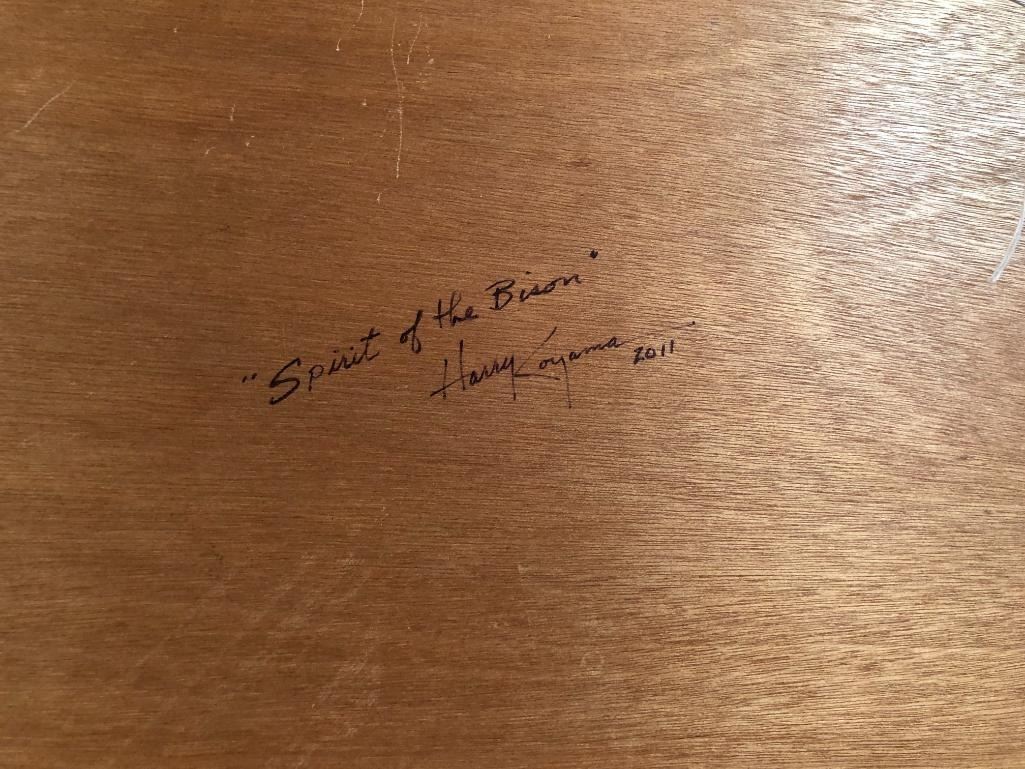 "Spirit of the Bison"
Harry Koyama 2011